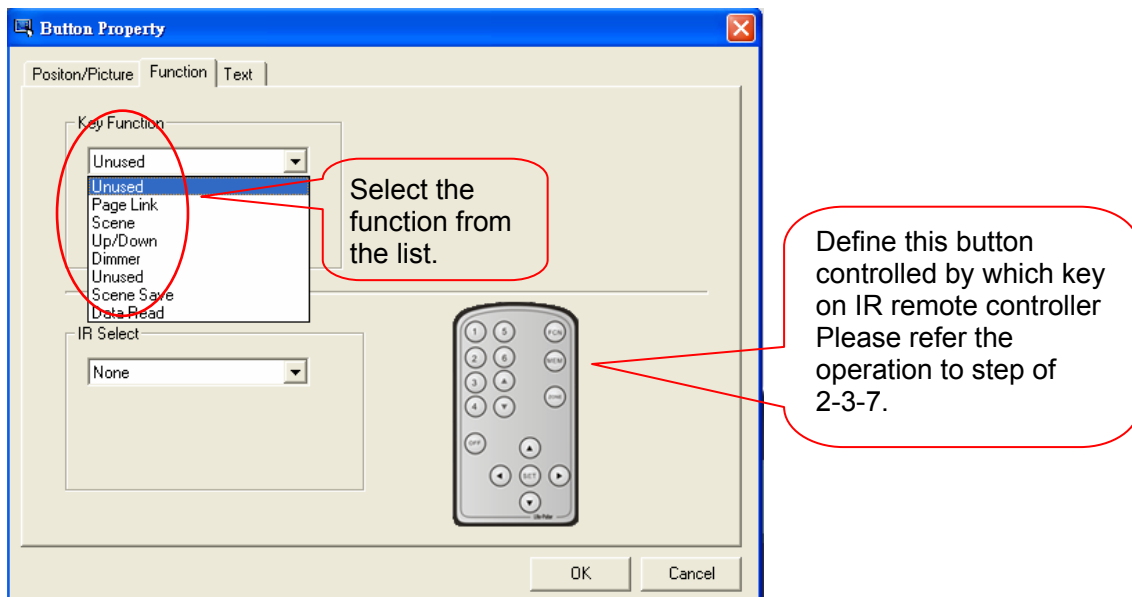 Button Property
Positon/Picture Function Text
Key Function
Unused
Unused
Page Link
Scene
Up/Down
Dimmer
Unused
Scene Save
Data Read
Select the
function from
the list.
IR Select
None
1 5 FCN
2 6 MEM
3
4 ZONE
OFF
SET
Define this button
controlled by which key
on IR remote controller
Please refer the
operation to step of
2-3-7.
OK Cancel